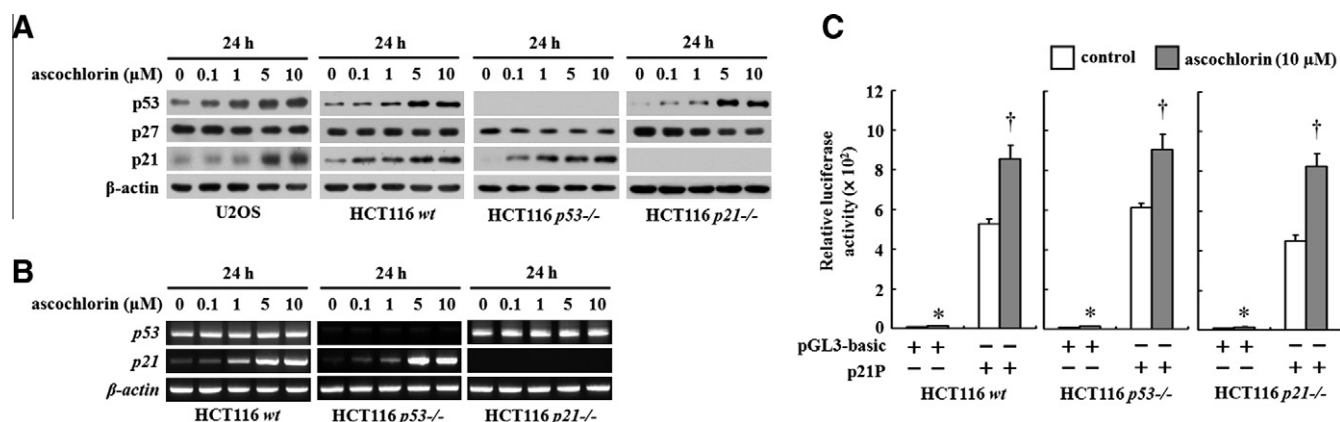 A
24 h 24 h 24 h 24 h
ascochlorin (μM) 0 0.1 1 5 10 0 0.1 1 5 10 0 0.1 1 5 10 0 0.1 1 5 10
p53
p27
p21
β-actin
U2OS HCT116 wt HCT116 p53-/- HCT116 p21-/-
B
24 h 24 h 24 h
ascochlorin (μM) 0 0.1 1 5 10 0 0.1 1 5 10 0 0.1 1 5 10
p53
p21
β-actin
HCT116 wt HCT116 p53-/- HCT116 p21-/-
C
control ascochlorin (10 μM)
Relative luciferase
activity (× 10²)
12
10
8
6
4
2
0
† † †
* * *
pGL3-basic + + − − + + − − + + − −
p21P − − + + − − + + − − + +
HCT116 wt HCT116 p53-/- HCT116 p21-/-